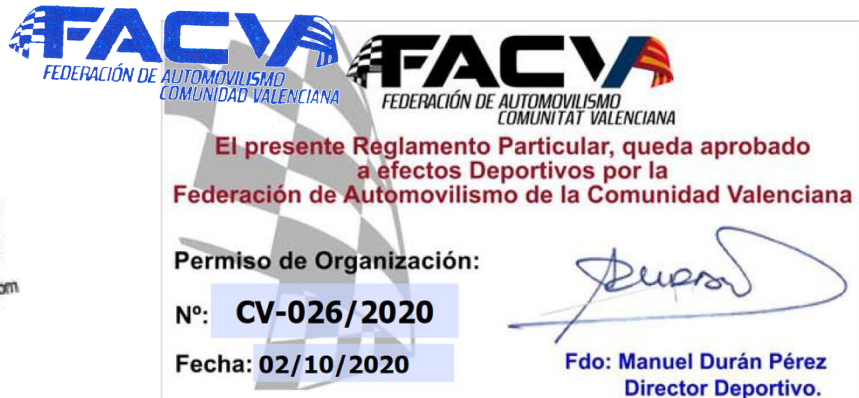 FACVA
FEDERACIÓN DE AUTOMOVILISMO
COMUNIDAD VALENCIANA
FACVA
FEDERACIÓN DE AUTOMOVILISMO
COMUNITAT VALENCIANA
El presente Reglamento Particular, queda aprobado
a efectos Deportivos por la
Federación de Automovilismo de la Comunidad Valenciana
Permiso de Organización:
om
Nº: CV-026/2020
Fecha: 02/10/2020
Fdo: Manuel Durán Pérez
Director Deportivo.